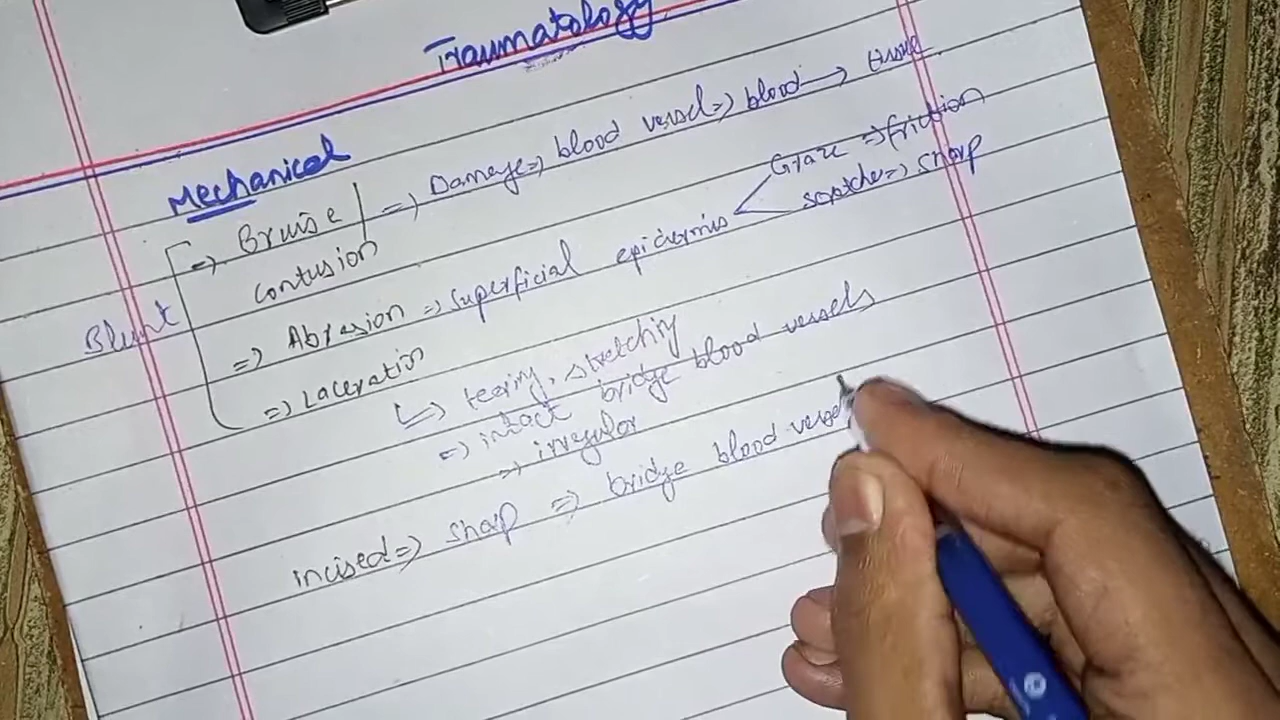 Traumatology
Mechanical
Blunt
=> Bruise / => Damage => blood vessel => blood → tissue
contusion
=> Abrasion => superficial epidermis
Graze => friction
scratches => sharp
=> Laceration
↳ tearing, stretching
=> intact bridge blood vessels
=> irregular
incised => sharp => bridge blood vessels